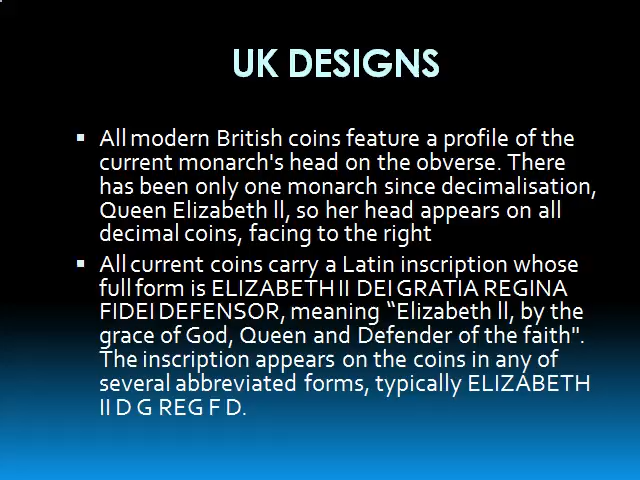 UK DESIGNS
▪ All modern British coins feature a profile of the
current monarch's head on the obverse. There
has been only one monarch since decimalisation,
Queen Elizabeth ll, so her head appears on all
decimal coins, facing to the right
▪ All current coins carry a Latin inscription whose
full form is ELIZABETH II DEI GRATIA REGINA
FIDEI DEFENSOR, meaning “Elizabeth ll, by the
grace of God, Queen and Defender of the faith".
The inscription appears on the coins in any of
several abbreviated forms, typically ELIZABETH
II D G REG F D.